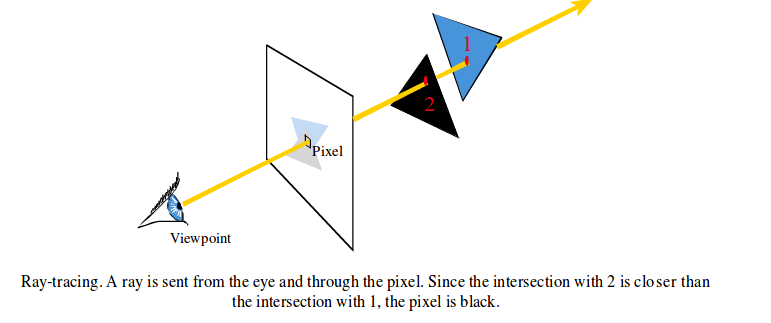 1
2
Pixel
Viewpoint
Ray-tracing. A ray is sent from the eye and through the pixel. Since the intersection with 2 is closer than
the intersection with 1, the pixel is black.